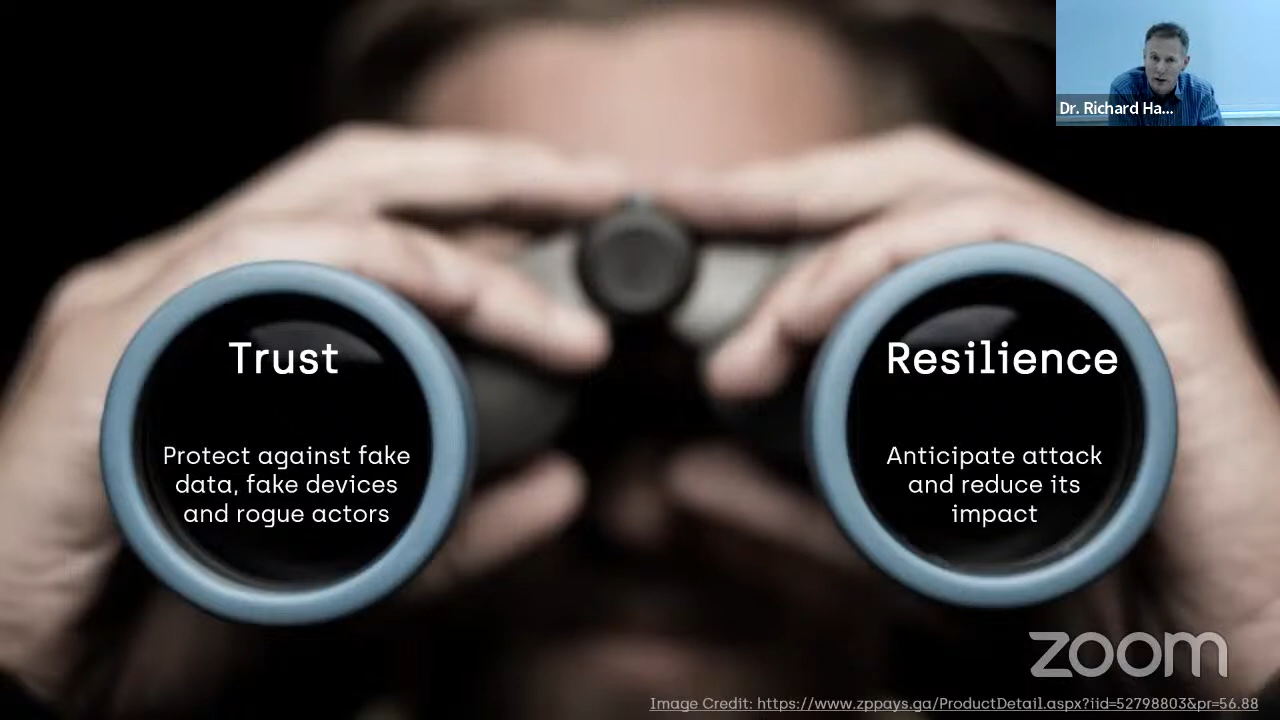 Dr. Richard Ha...
Trust
Protect against fake
data, fake devices
and rogue actors
Resilience
Anticipate attack
and reduce its
impact
zoom
Image Credit: https://www.zppays.ga/ProductDetail.aspx?iid=52798803&pr=56.88